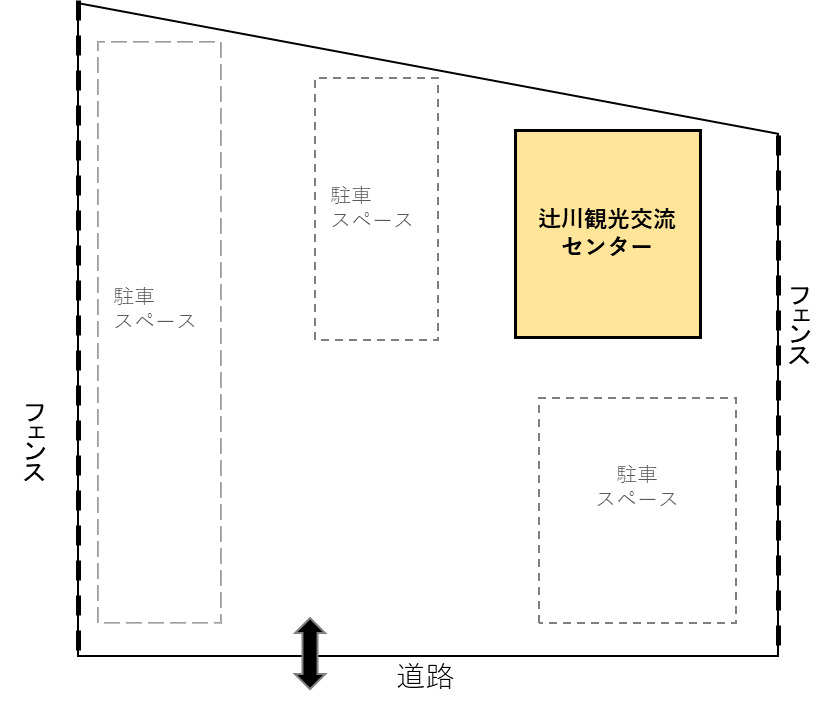 駐車
スペース
辻川観光交流
センター
駐車
スペース
フェンス
フェンス
駐車
スペース
道路